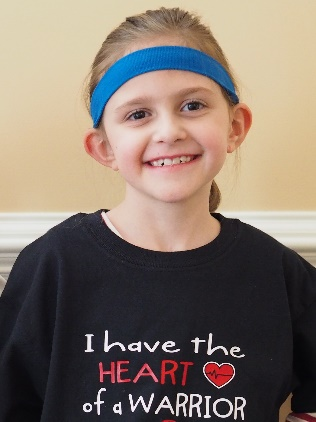 I have the
HEART
of a WARRIOR